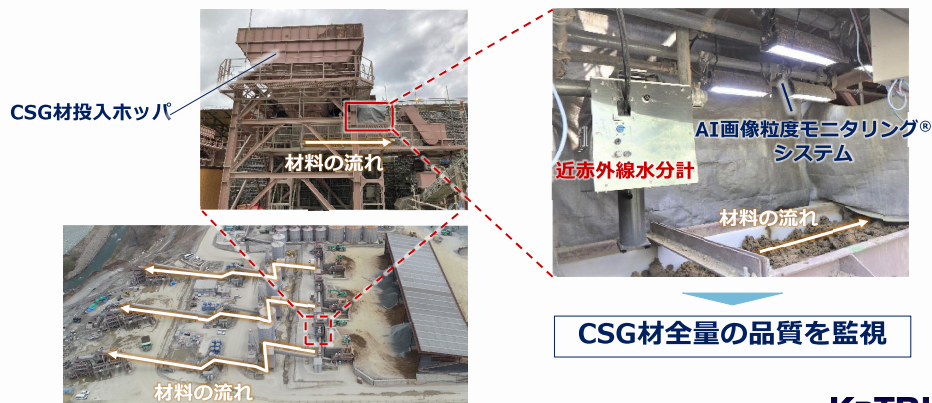 CSG材投入ホッパ
材料の流れ
近赤外線水分計
AI画像粒度モニタリング®
システム
材料の流れ
CSG材全量の品質を監視
材料の流れ